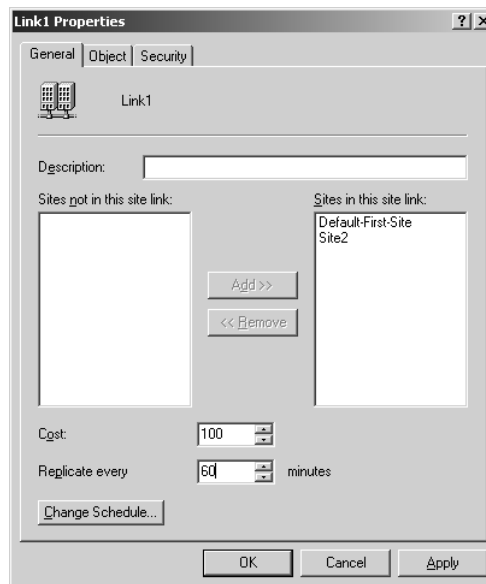 Link1 Properties
General Object Security
Link1
Description:
Sites not in this site link:
Sites in this site link:
Default-First-Site
Site2
Add >>
<< Remove
Cost: 100
Replicate every 60 minutes
Change Schedule...
OK Cancel Apply